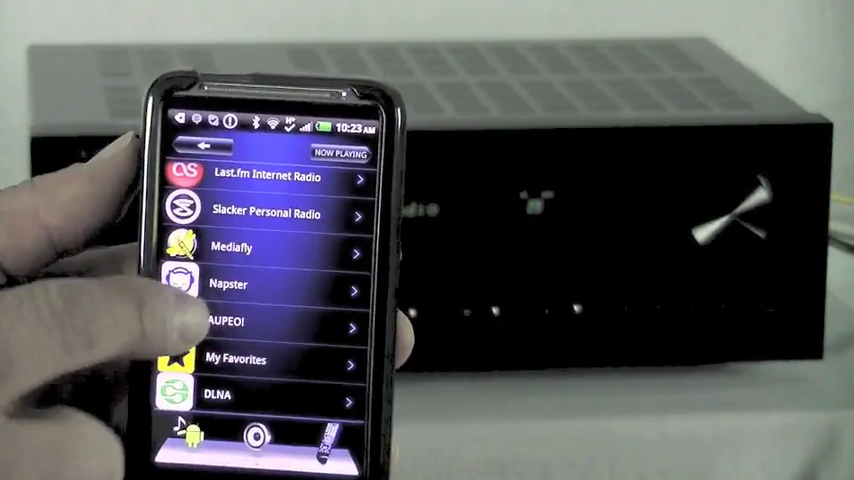 10:23 AM
NOW PLAYING
Last.fm Internet Radio
Slacker Personal Radio
Mediafly
Napster
AUPEO!
My Favorites
DLNA